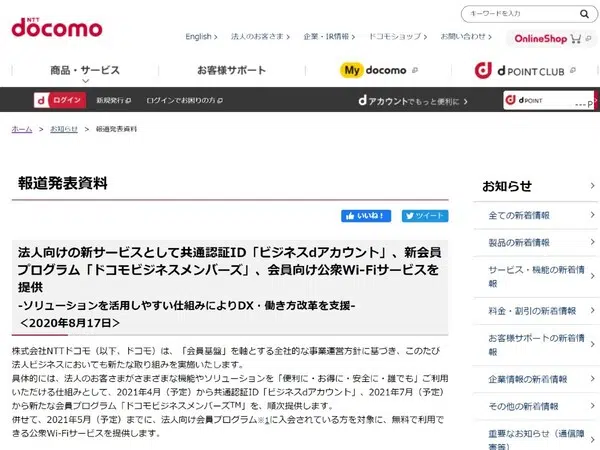 NTT
docomo
キーワードを入力
English 法人のお客さま 企業・IR情報 ドコモショップ お問い合わせ OnlineShop
商品・サービス お客様サポート My docomo d POINT CLUB
d ログイン 新規発行 ログインでお困りの方 dアカウントでもっと便利に d POINT ---P
ホーム > お知らせ > 報道発表資料
報道発表資料
いいね！ ツイート
法人向けの新サービスとして共通認証ID「ビジネスdアカウント」、新会員
プログラム「ドコモビジネスメンバーズ」、会員向け公衆Wi-Fiサービスを
提供
-ソリューションを活用しやすい仕組みによりDX・働き方改革を支援-
＜2020年8月17日＞
株式会社NTTドコモ（以下、ドコモ）は、「会員基盤」を軸とする全社的な事業運営方針に基づき、このたび
法人ビジネスにおいても新たな取り組みを実施いたします。
具体的には、法人のお客さまがさまざまな機能やソリューションを「便利に・お得に・安全に・誰でも」ご利用
いただける仕組みとして、2021年4月（予定）から共通認証ID「ビジネスdアカウント」、2021年7月（予定）
から新たな会員プログラム「ドコモビジネスメンバーズTM」を、順次提供します。
併せて、2021年5月（予定）までに、法人向け会員プログラム※1に入会されている方を対象に、無料で利用でき
る公衆Wi-Fiサービスを提供します。
お知らせ
全ての新着情報
製品の新着情報
サービス・機能の新着情
報
料金・割引の新着情報
お客様サポートの新着情
報
企業情報の新着情報
その他の新着情報
重要なお知らせ（通信障
害等）